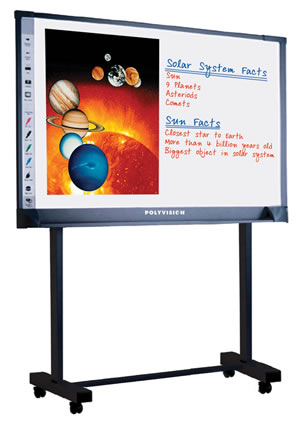 Solar System Facts
Sun
9 Planets
Asteriods
Comets
Sun Facts
Closest star to Earth
More than 4 billion years old
Biggest object in solar system
POLYVISION